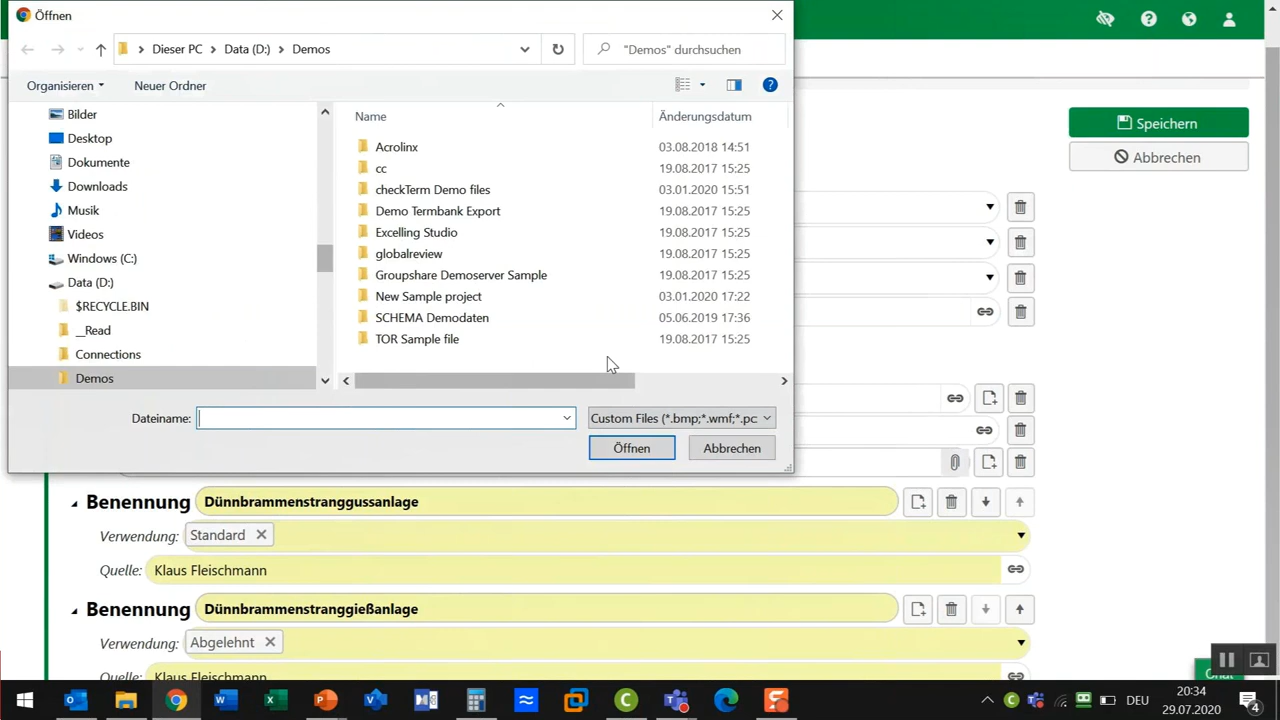 Öffnen
Dieser PC > Data (D:) > Demos
"Demos" durchsuchen
Organisieren Neuer Ordner
Bilder
Desktop
Dokumente
Downloads
Musik
Videos
Windows (C:)
Data (D:)
$RECYCLE.BIN
__Read
Connections
Demos
Name Änderungsdatum
Acrolinx 03.08.2018 14:51
cc 19.08.2017 15:25
checkTerm Demo files 03.01.2020 15:51
Demo Termbank Export 19.08.2017 15:25
Excelling Studio 19.08.2017 15:25
globalreview 19.08.2017 15:25
Groupshare Demoserver Sample 19.08.2017 15:25
New Sample project 03.01.2020 17:22
SCHEMA Demodaten 05.06.2019 17:36
TOR Sample file 19.08.2017 15:25
Dateiname: Custom Files (*.bmp;*.wmf;*.pc
Öffnen Abbrechen
Speichern
Abbrechen
Benennung Dünnbrammenstranggussanlage
Verwendung: Standard
Quelle: Klaus Fleischmann
Benennung Dünnbrammenstranggießanlage
Verwendung: Abgelehnt
Quelle: Klaus Fleischmann
Chat
DEU
20:34
29.07.2020
4